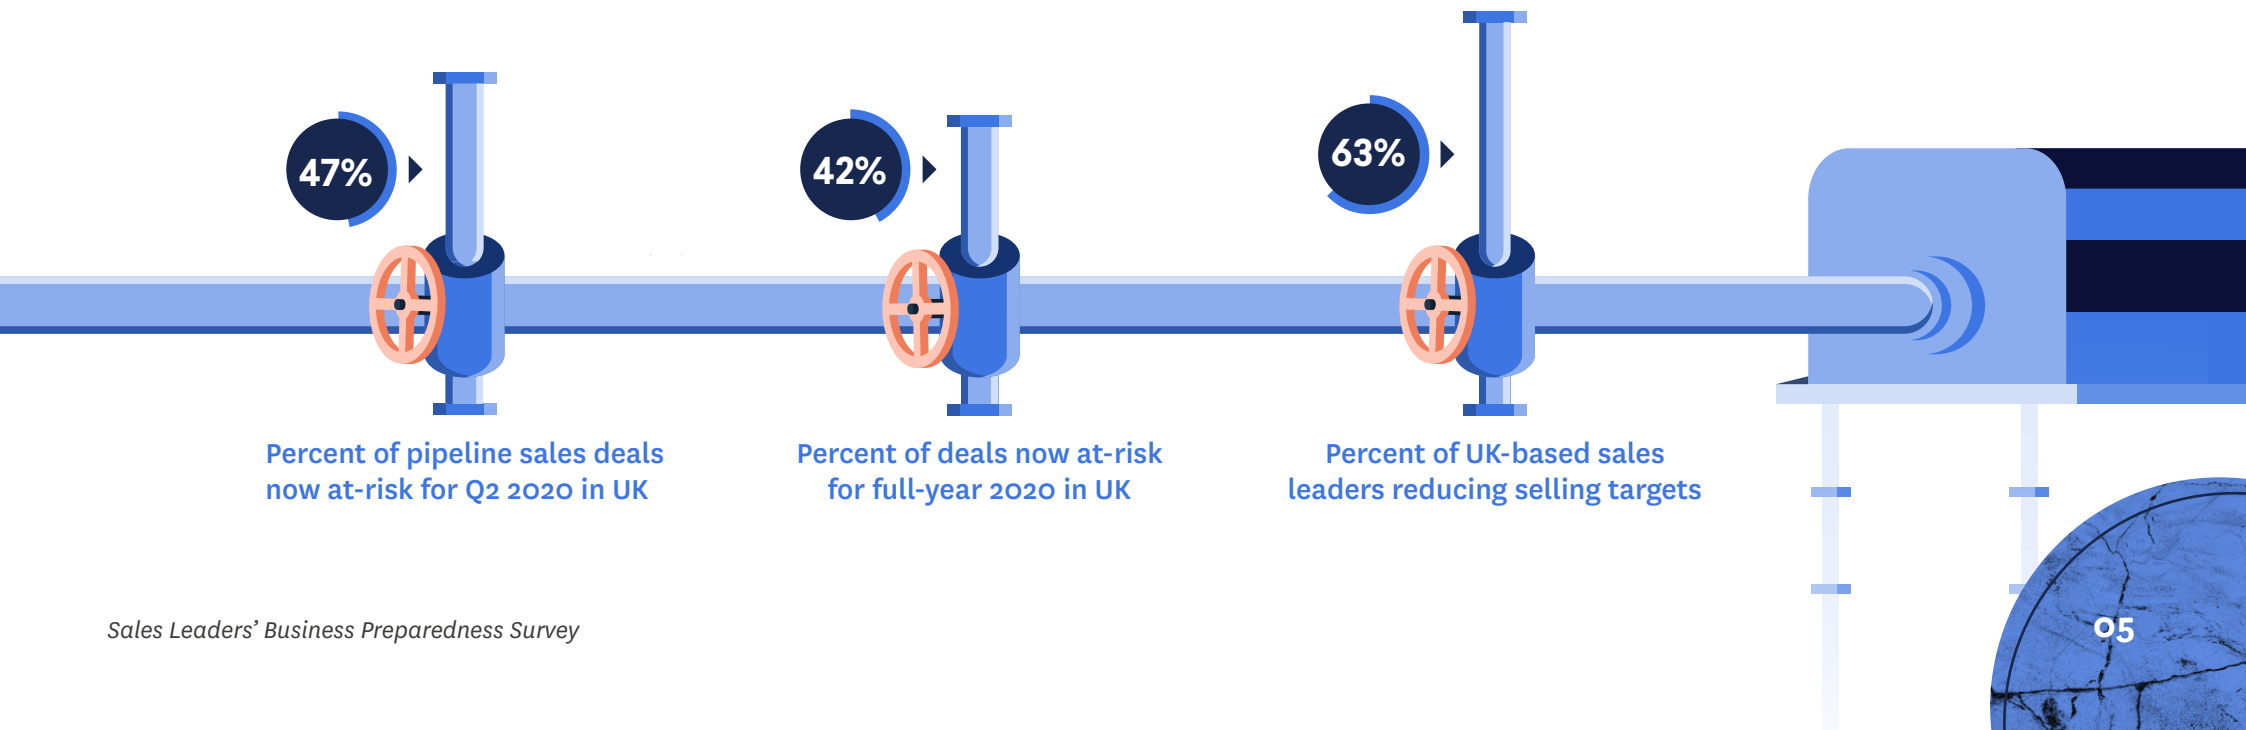 47%
42%
63%
Percent of pipeline sales deals
now at-risk for Q2 2020 in UK
Percent of deals now at-risk
for full-year 2020 in UK
Percent of UK-based sales
leaders reducing selling targets
Sales Leaders’ Business Preparedness Survey
05